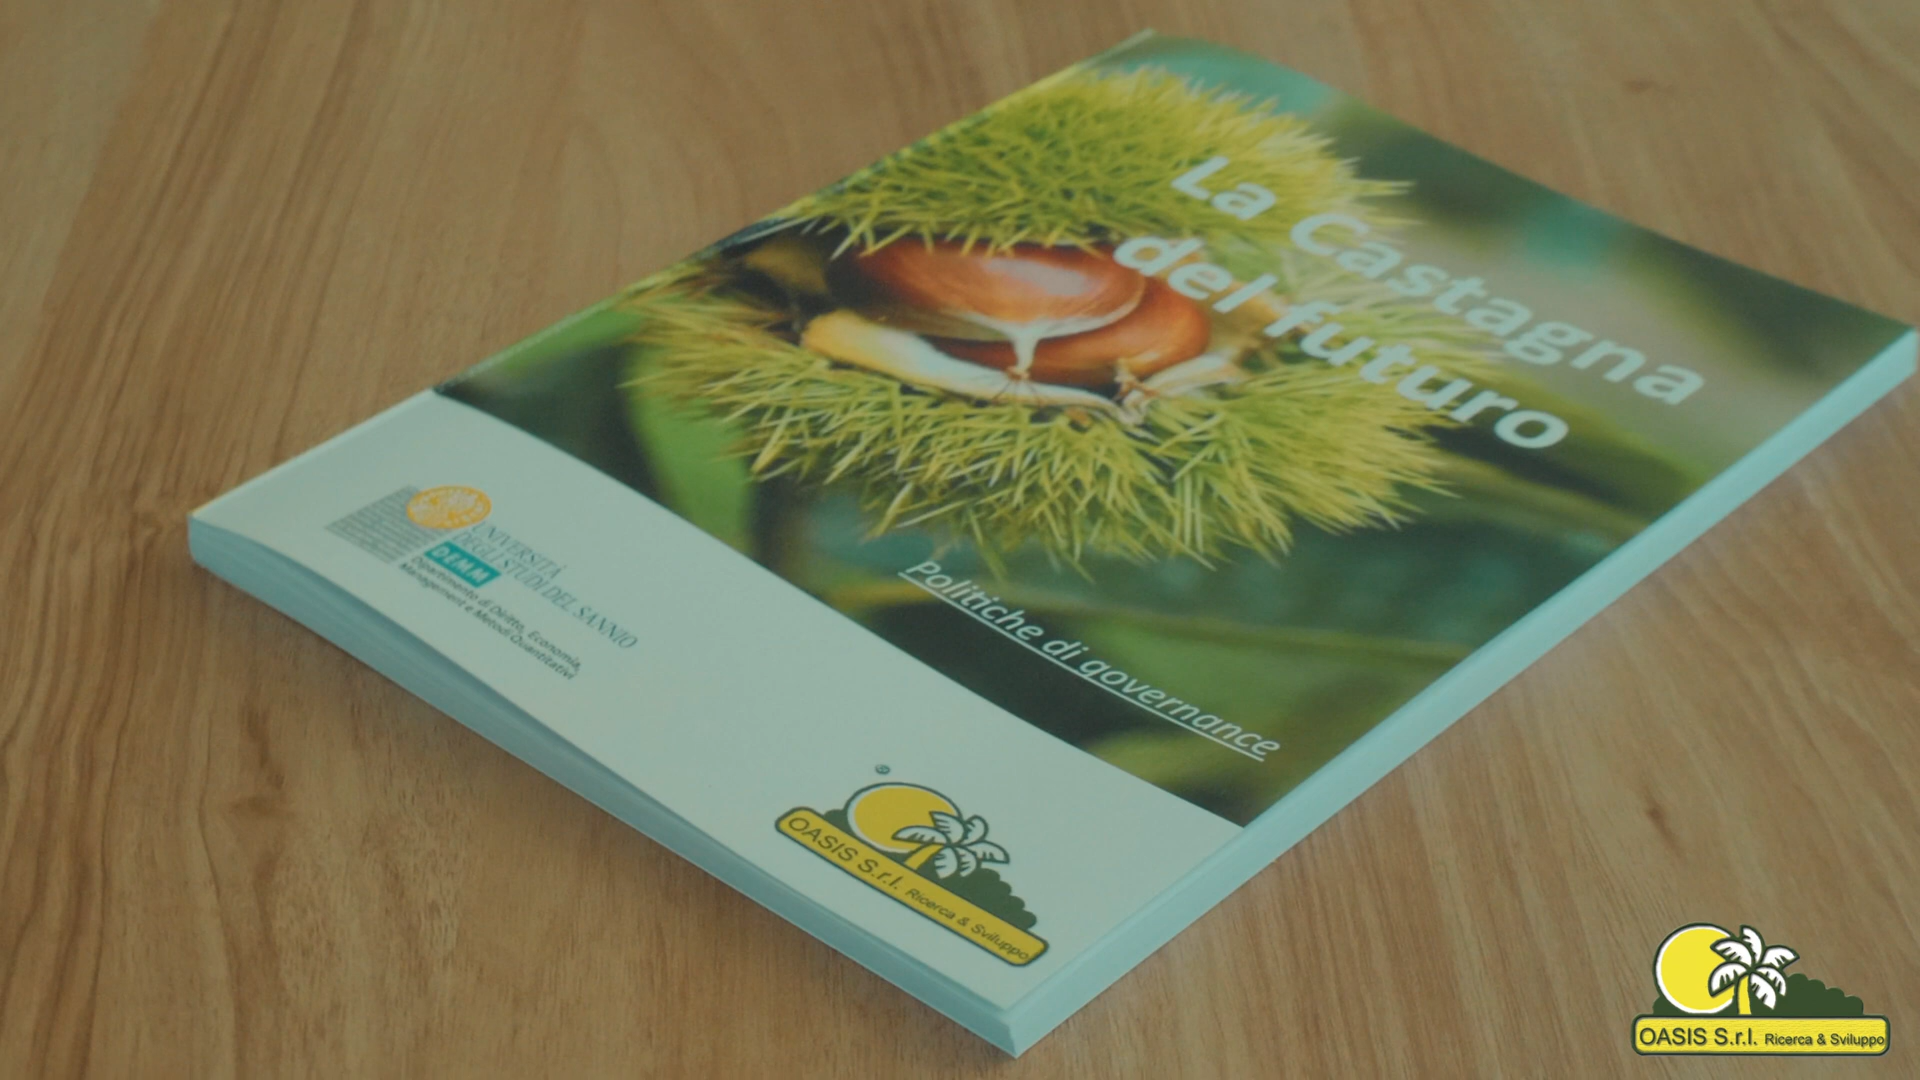 La Castagna
del futuro
Politiche di governance
UNIVERSITÀ
DEGLI STUDI DEL SANNIO
DEMM
Dipartimento di Diritto, Economia,
Management e Metodi Quantitativi
®
OASIS S.r.l. Ricerca & Sviluppo
OASIS S.r.l. Ricerca & Sviluppo